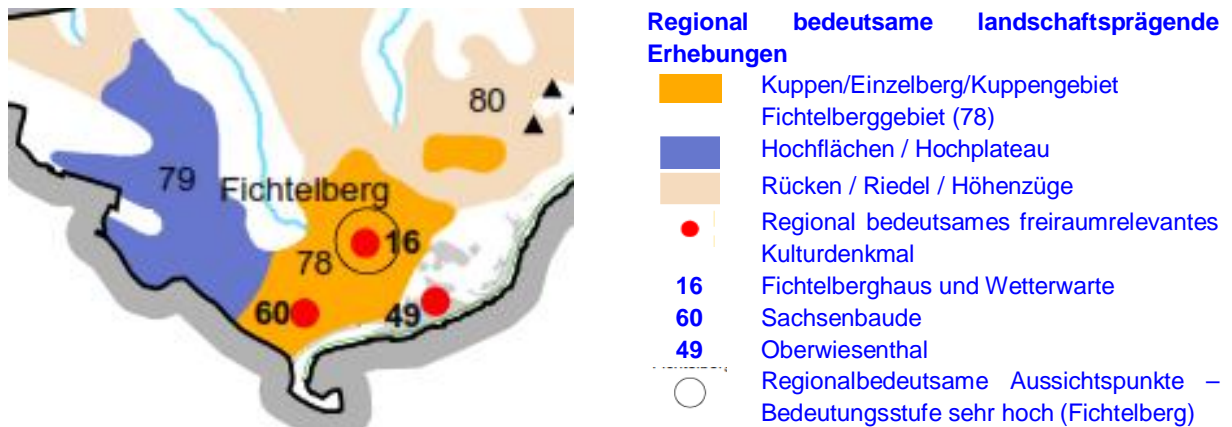 80
79
Fichtelberg
16
78
60
49
Regional bedeutsame landschaftsprägende
Erhebungen
Kuppen/Einzelberg/Kuppengebiet
Fichtelberggebiet (78)
Hochflächen / Hochplateau
Rücken / Riedel / Höhenzüge
Regional bedeutsames freiraumrelevantes
Kulturdenkmal
16 Fichtelberghaus und Wetterwarte
60 Sachsenbaude
49 Oberwiesenthal
Regionalbedeutsame Aussichtspunkte –
Bedeutungsstufe sehr hoch (Fichtelberg)